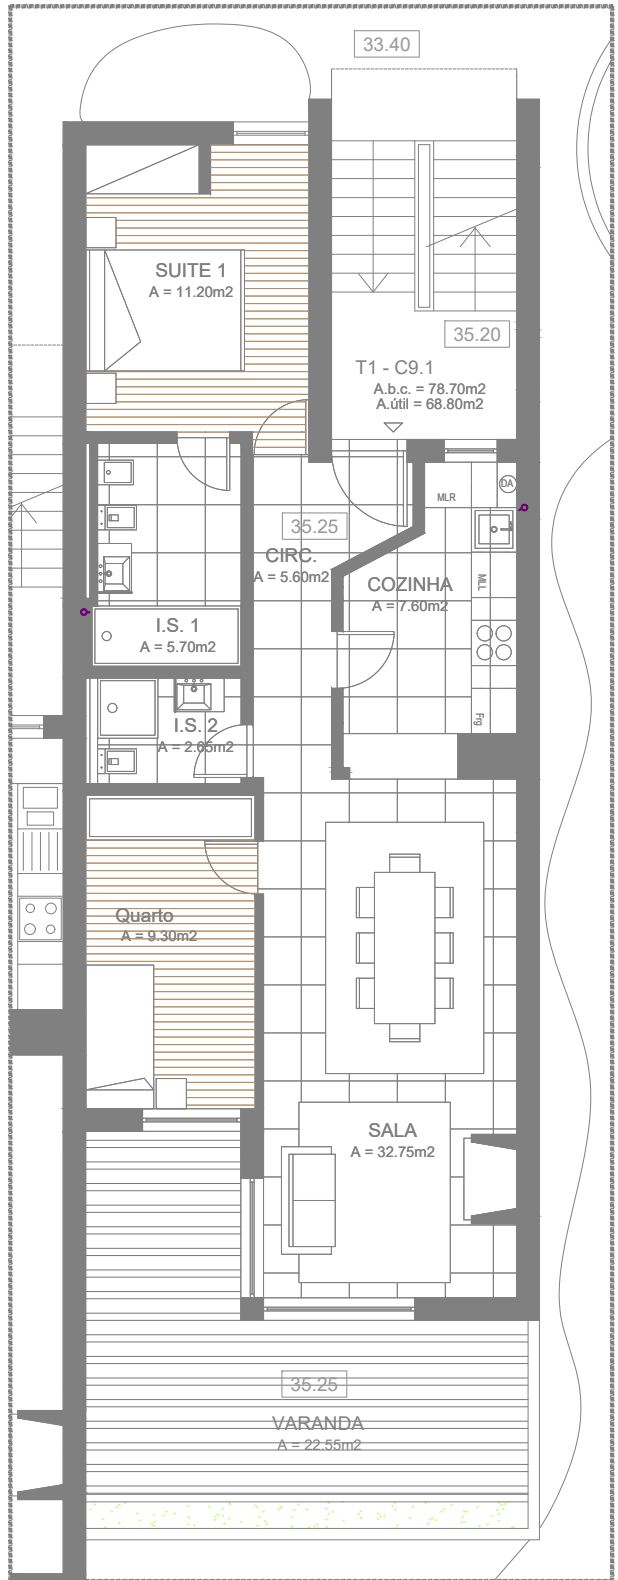 33.40
SUITE 1
A = 11.20m2
35.20
T1 - C9.1
A.b.c. = 78.70m2
A.útil = 68.80m2
MLR
DA
35.25
CIRC.
A = 5.60m2
COZINHA
A = 7.60m2
MLL
I.S. 1
A = 5.70m2
I.S. 2
A = 2.65m2
Frg
Quarto
A = 9.30m2
SALA
A = 32.75m2
35.25
VARANDA
A = 22.55m2